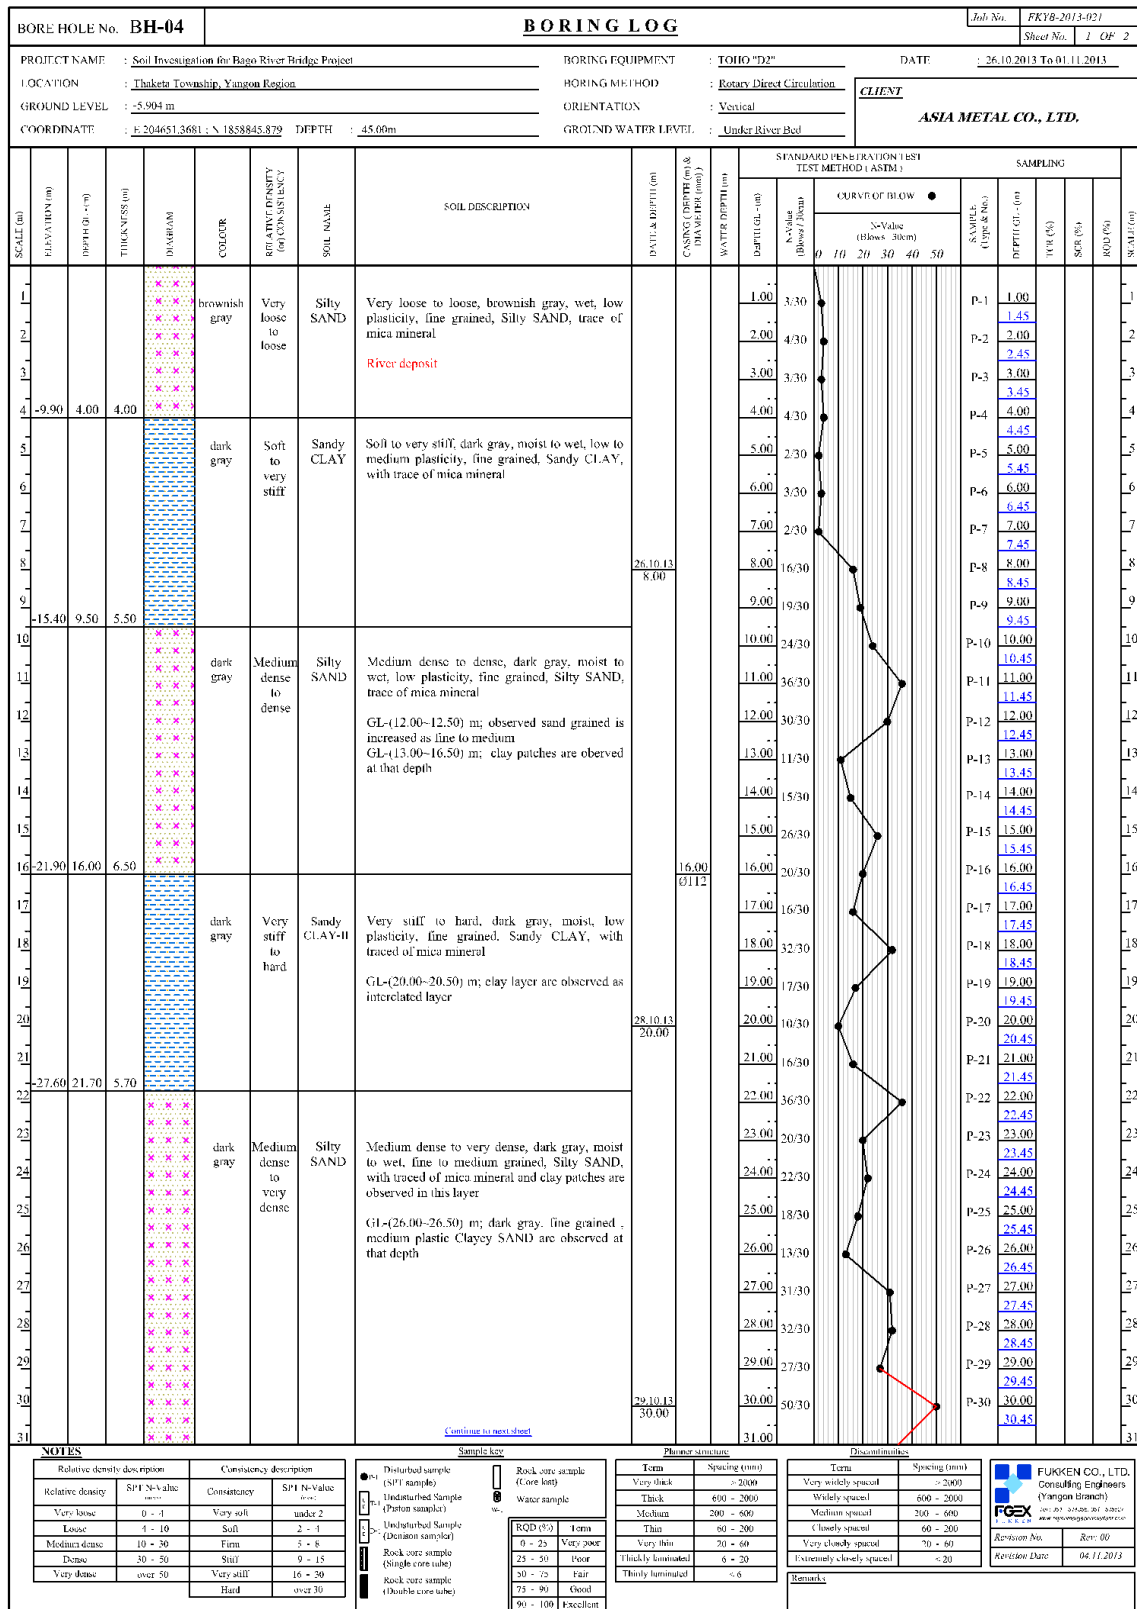 BORE HOLE No. BH-04
BORING LOG
Job No. FKYB-2013-021
Sheet No. 1 OF 2
PROJECT NAME : Soil Investigation for Bago River Bridge Project
LOCATION : Thaketa Township, Yangon Region
GROUND LEVEL : -5.904 m
COORDINATE : E 204651.3681 ; N 1858845.879 DEPTH : 45.00m
BORING EQUIPMENT : TOHO "D2"
BORING METHOD : Rotary Direct Circulation
ORIENTATION : Vertical
GROUND WATER LEVEL : Under River Bed
DATE : 26.10.2013 To 01.11.2013
CLIENT
ASIA METAL CO., LTD.
SCALE (m)
ELEVATION (m)
DEPTH GL - (m)
THICKNESS (m)
DIAGRAM
COLOUR
RELATIVE DENSITY (or) CONSISTENCY
SOIL NAME
SOIL DESCRIPTION
DATE & DEPTH (m)
CASING ( DEPTH (m) & DIAMETER (mm) )
WATER DEPTH (m)
STANDARD PENETRATION TEST
TEST METHOD ( ASTM )
DEPTH GL - (m)
N-Value (Blows / 30cm)
CURVE OF BLOW
N-Value
(Blows 30cm)
0 10 20 30 40 50
SAMPLING
SAMPLE (Type & No.)
DEPTH GL - (m)
TCR (%)
SCR (%)
RQD (%)
SCALE (m)
-9.90 4.00 4.00
brownish gray
Very loose to loose
Silty SAND
Very loose to loose, brownish gray, wet, low
plasticity, fine grained, Silty SAND, trace of
mica mineral
River deposit
-15.40 9.50 5.50
dark gray
Soft to very stiff
Sandy CLAY
Soft to very stiff, dark gray, moist to wet, low to
medium plasticity, fine grained, Sandy CLAY,
with trace of mica mineral
26.10.13
8.00
-21.90 16.00 6.50
dark gray
Medium dense to dense
Silty SAND
Medium dense to dense, dark gray, moist to
wet, low plasticity, fine grained, Silty SAND,
trace of mica mineral
GL-(12.00~12.50) m; observed sand grained is
increased as fine to medium
GL-(13.00~16.50) m; clay patches are oberved
at that depth
16.00
Ø112
-27.60 21.70 5.70
dark gray
Very stiff to hard
Sandy CLAY-II
Very stiff to hard, dark gray, moist, low
plasticity, fine grained. Sandy CLAY, with
traced of mica mineral
GL-(20.00~20.50) m; clay layer are observed as
interclated layer
28.10.13
20.00
dark gray
Medium dense to very dense
Silty SAND
Medium dense to very dense, dark gray, moist
to wet, fine to medium grained, Silty SAND,
with traced of mica mineral and clay patches are
observed in this layer
GL-(26.00~26.50) m; dark gray. fine grained ,
medium plastic Clayey SAND are observed at
that depth
29.10.13
30.00
Continue to next sheet
1 1.00 3/30 P-1 1.00 1.45 1
2 2.00 4/30 P-2 2.00 2.45 2
3 3.00 3/30 P-3 3.00 3.45 3
4 4.00 4/30 P-4 4.00 4.45 4
5 5.00 2/30 P-5 5.00 5.45 5
6 6.00 3/30 P-6 6.00 6.45 6
7 7.00 2/30 P-7 7.00 7.45 7
8 8.00 16/30 P-8 8.00 8.45 8
9 9.00 19/30 P-9 9.00 9.45 9
10 10.00 24/30 P-10 10.00 10.45 10
11 11.00 36/30 P-11 11.00 11.45 11
12 12.00 30/30 P-12 12.00 12.45 12
13 13.00 11/30 P-13 13.00 13.45 13
14 14.00 15/30 P-14 14.00 14.45 14
15 15.00 26/30 P-15 15.00 15.45 15
16 16.00 20/30 P-16 16.00 16.45 16
17 17.00 16/30 P-17 17.00 17.45 17
18 18.00 32/30 P-18 18.00 18.45 18
19 19.00 17/30 P-19 19.00 19.45 19
20 20.00 10/30 P-20 20.00 20.45 20
21 21.00 16/30 P-21 21.00 21.45 21
22 22.00 36/30 P-22 22.00 22.45 22
23 23.00 20/30 P-23 23.00 23.45 23
24 24.00 22/30 P-24 24.00 24.45 24
25 25.00 18/30 P-25 25.00 25.45 25
26 26.00 13/30 P-26 26.00 26.45 26
27 27.00 31/30 P-27 27.00 27.45 27
28 28.00 32/30 P-28 28.00 28.45 28
29 29.00 27/30 P-29 29.00 29.45 29
30 30.00 50/30 P-30 30.00 30.45 30
31 31.00 31
NOTES
Relative density description
Relative density SPT N-Value
Very loose 0 - 4
Loose 4 - 10
Medium dense 10 - 30
Dense 30 - 50
Very dense over 50
Consistency description
Consistency SPT N-Value
Very soft under 2
Soft 2 - 4
Firm 5 - 8
Stiff 9 - 15
Very stiff 16 - 30
Hard over 30
Sample key
P-1 Disturbed sample (SPT sample)
T-1 Undisturbed Sample (Piston sampler)
D-1 Undisturbed Sample (Denison sampler)
Rock core sample (Single core tube)
Rock core sample (Double core tube)
Rock core sample (Core lost)
Water sample
RQD (%) Term
0 - 25 Very poor
25 - 50 Poor
50 - 75 Fair
75 - 90 Good
90 - 100 Excellent
Planner structure
Term Spacing (mm)
Very thick > 2000
Thick 600 - 2000
Medium 200 - 600
Thin 60 - 200
Very thin 20 - 60
Thickly laminated 6 - 20
Thinly laminated < 6
Discontinuities
Term Spacing (mm)
Very widely spaced > 2000
Widely spaced 600 - 2000
Medium spaced 200 - 600
Closely spaced 60 - 200
Very closely spaced 20 - 60
Extremely closely spaced < 20
Remarks
FUKKEN CO., LTD.
Consulting Engineers
(Yangon Branch)
FGEX
FUKKEN
Revision No. Rev: 00
Revision Date 04.11.2013